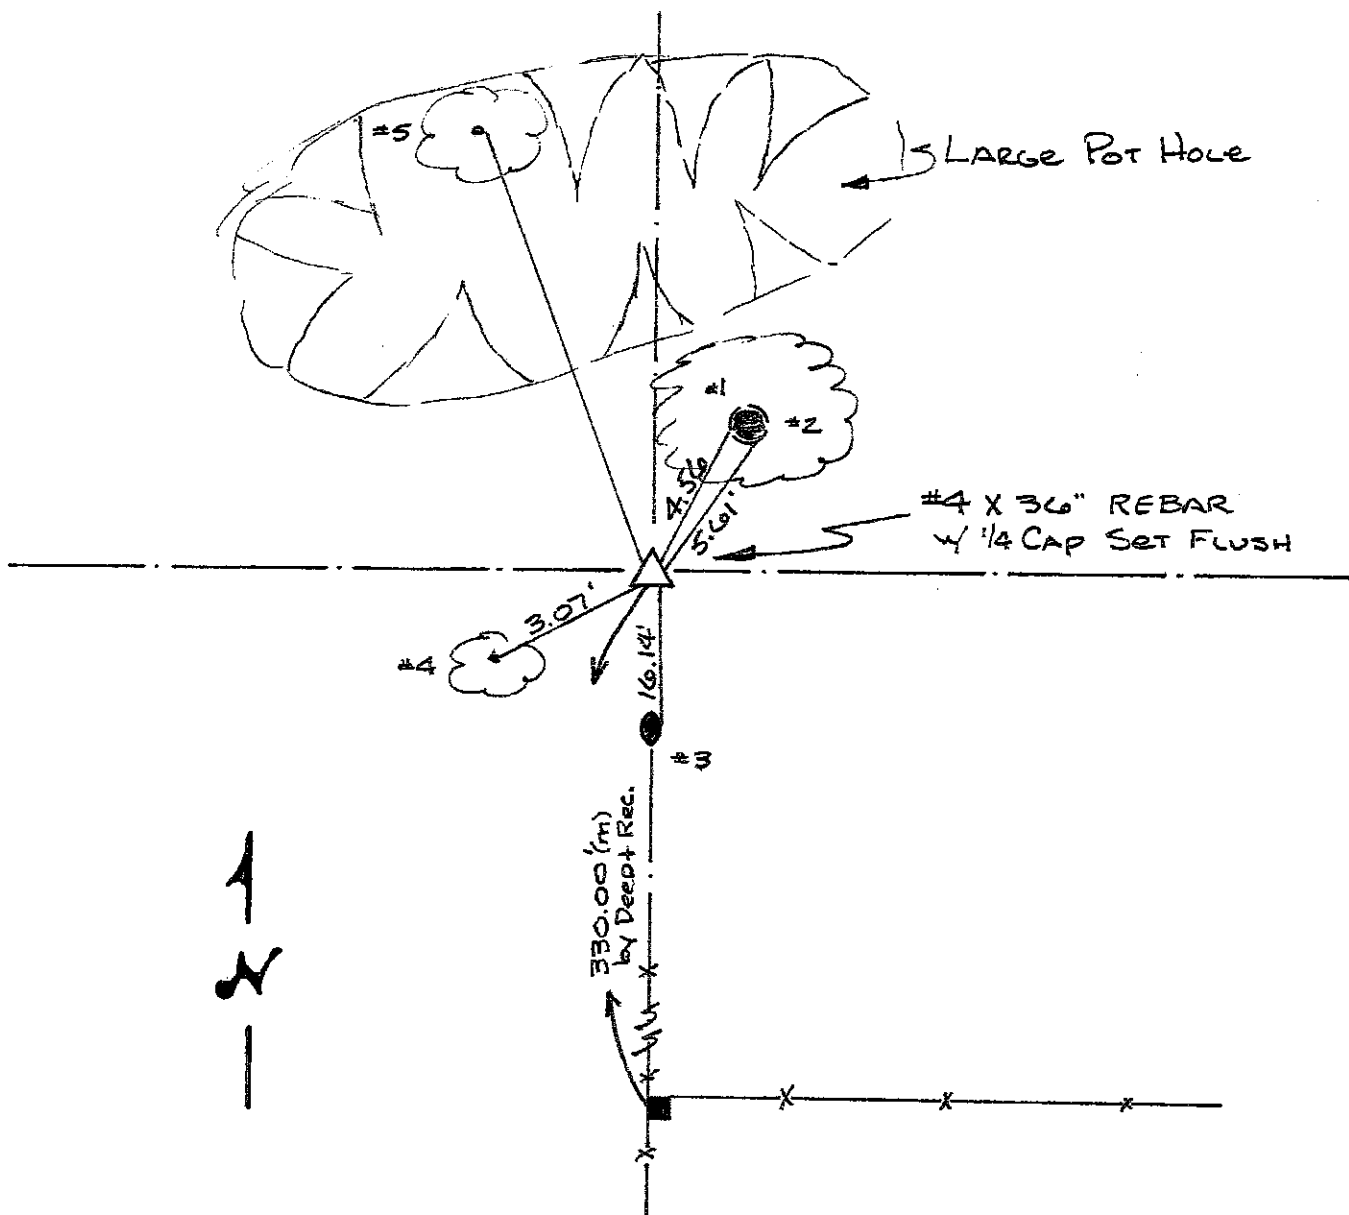 #5
LARGE POT HOLE
#1
#2
4.56
5.61'
#4 X 36" REBAR
w/ 1/4 CAP SET FLUSH
3.07'
#4
16.14'
#3
330.00'(m)
by Deed + Rec.
N